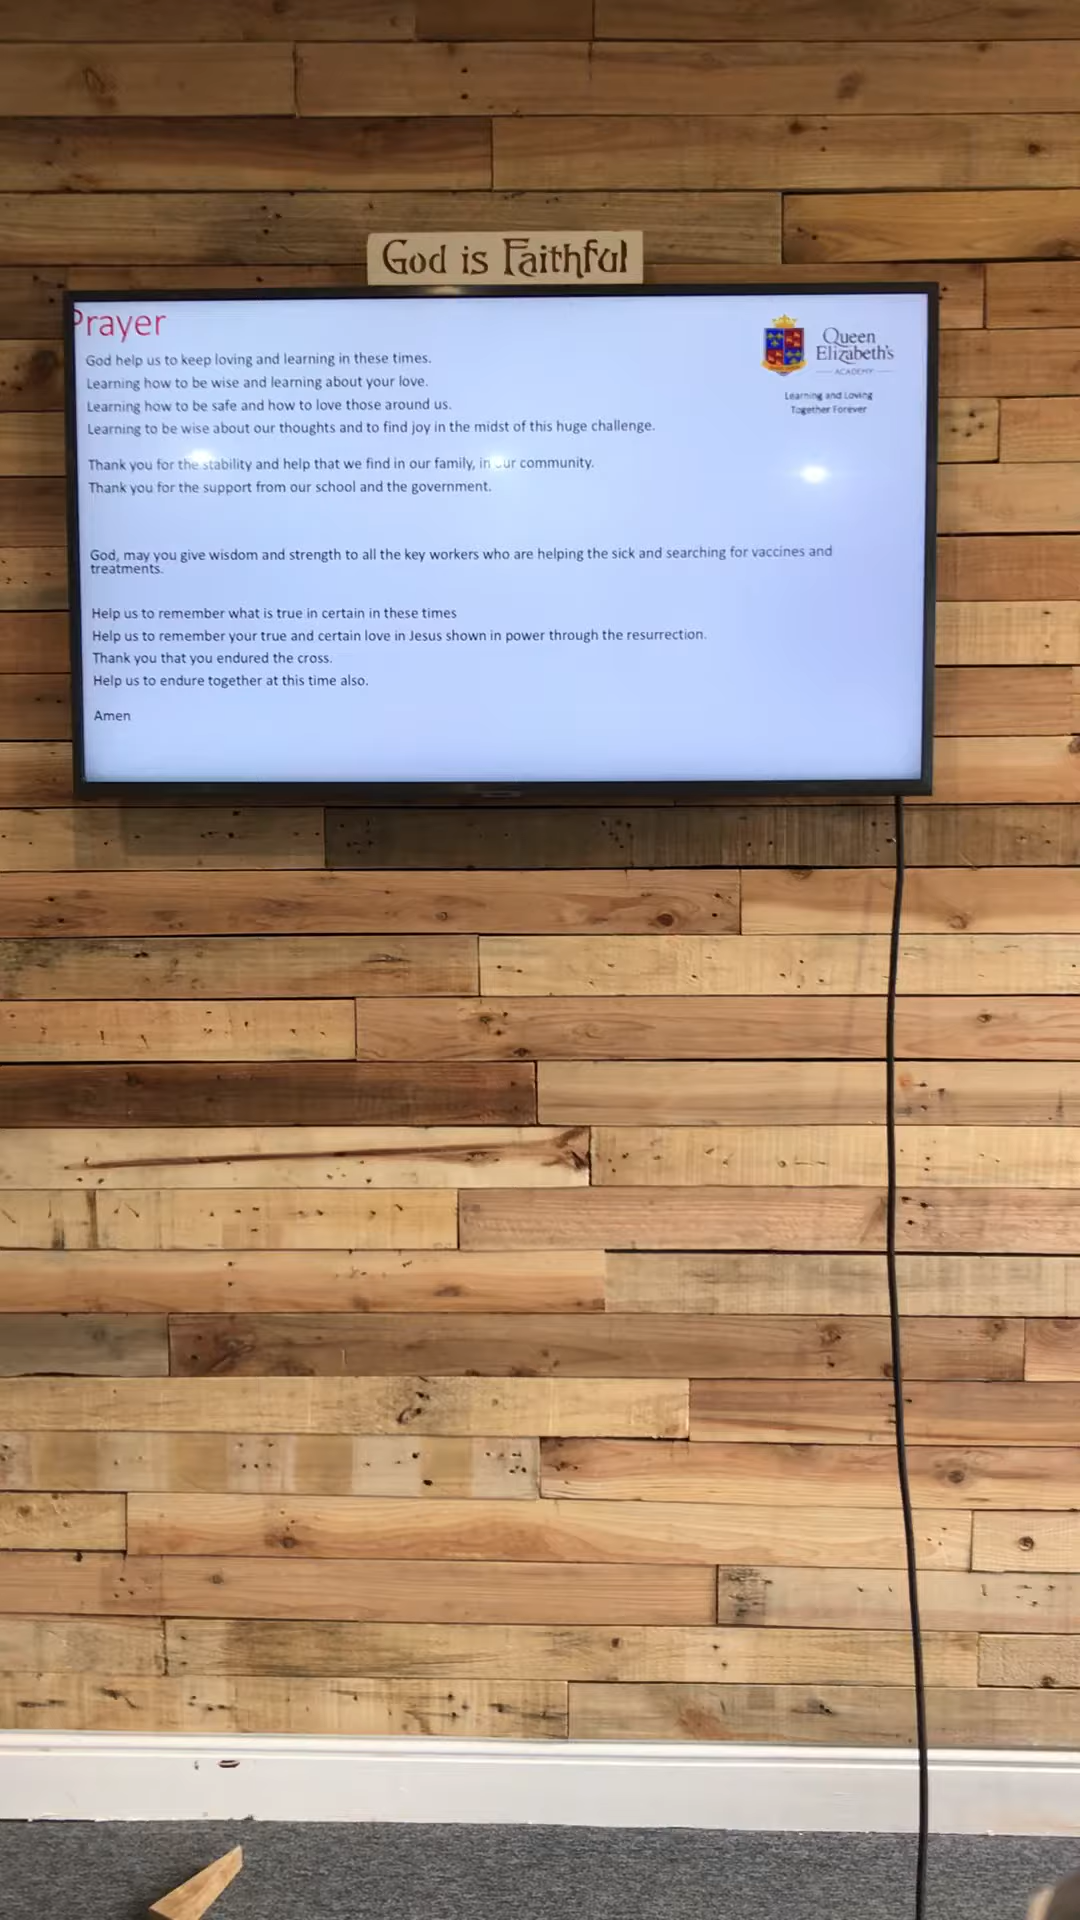 God is Faithful
Prayer
Queen
Elizabeth's
ACADEMY
Learning and Loving
Together Forever
God help us to keep loving and learning in these times.
Learning how to be wise and learning about your love.
Learning how to be safe and how to love those around us.
Learning to be wise about our thoughts and to find joy in the midst of this huge challenge.
Thank you for the stability and help that we find in our family, in our community.
Thank you for the support from our school and the government.
God, may you give wisdom and strength to all the key workers who are helping the sick and searching for vaccines and
treatments.
Help us to remember what is true in certain in these times
Help us to remember your true and certain love in Jesus shown in power through the resurrection.
Thank you that you endured the cross.
Help us to endure together at this time also.
Amen